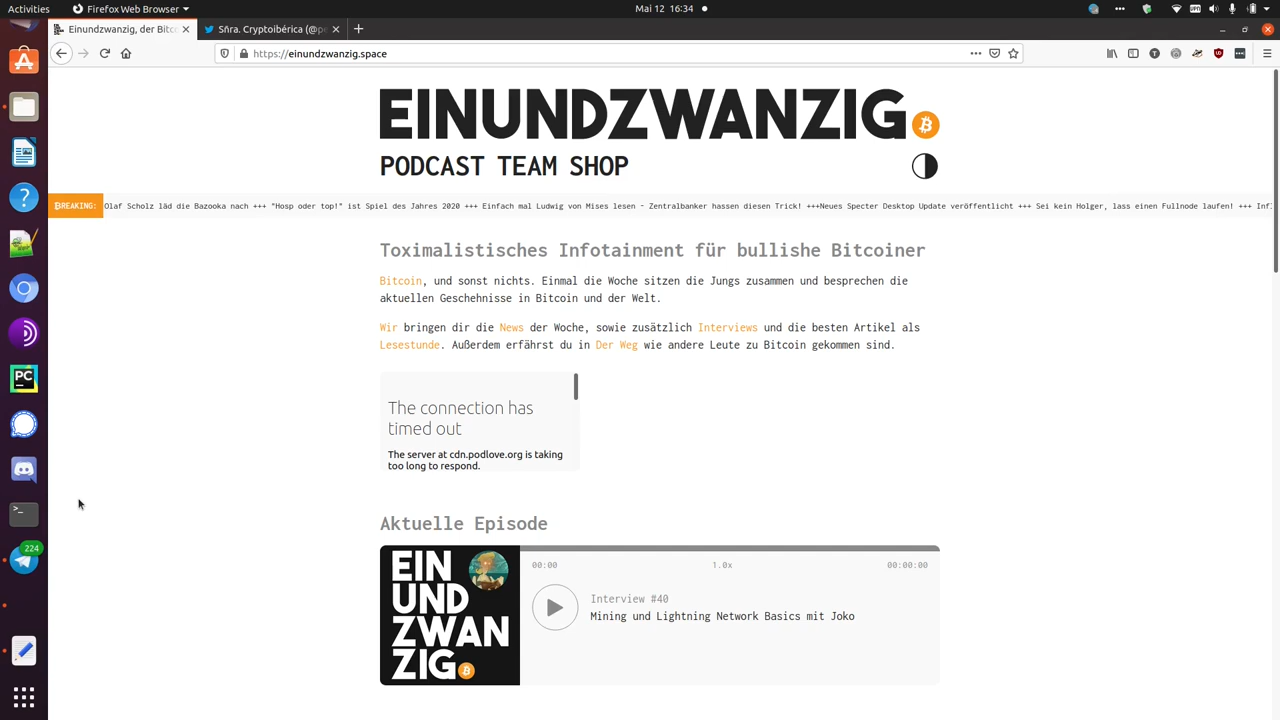 Activities
Firefox Web Browser
Mai 12 16:34
Einundzwanzig, der Bitc
Sñra. Cryptoibérica (@p
https://einundzwanzig.space
EINUNDZWANZIG
PODCAST TEAM SHOP
BREAKING:
Olaf Scholz läd die Bazooka nach +++ "Hosp oder top!" ist Spiel des Jahres 2020 +++ Einfach mal Ludwig von Mises lesen - Zentralbanker hassen diesen Trick! +++Neues Specter Desktop Update veröffentlicht +++ Sei kein Holger, lass einen Fullnode laufen! +++ Inf
Toximalistisches Infotainment für bullishe Bitcoiner
Bitcoin, und sonst nichts. Einmal die Woche sitzen die Jungs zusammen und besprechen die
aktuellen Geschehnisse in Bitcoin und der Welt.
Wir bringen dir die News der Woche, sowie zusätzlich Interviews und die besten Artikel als
Lesestunde. Außerdem erfährst du in Der Weg wie andere Leute zu Bitcoin gekommen sind.
The connection has
timed out
The server at cdn.podlove.org is taking
too long to respond.
Aktuelle Episode
EIN
UND
ZWAN
ZIG
00:00
1.0x
00:00:00
Interview #40
Mining und Lightning Network Basics mit Joko
PC
224